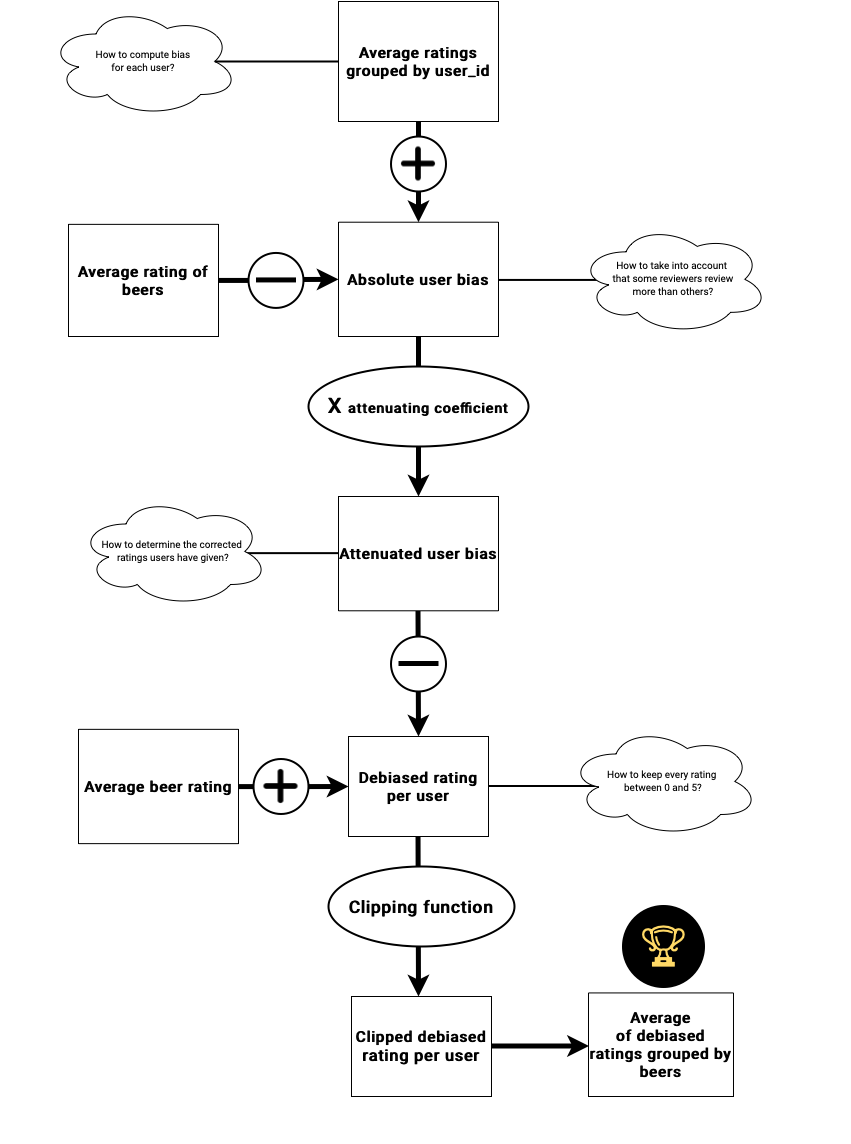 How to compute bias
for each user?
Average ratings
grouped by user_id
Average rating of
beers
Absolute user bias
How to take into account
that some reviewers review
more than others?
X attenuating coefficient
How to determine the corrected
ratings users have given?
Attenuated user bias
Average beer rating
Debiased rating
per user
How to keep every rating
between 0 and 5?
Clipping function
Clipped debiased
rating per user
Average
of debiased
ratings grouped by
beers